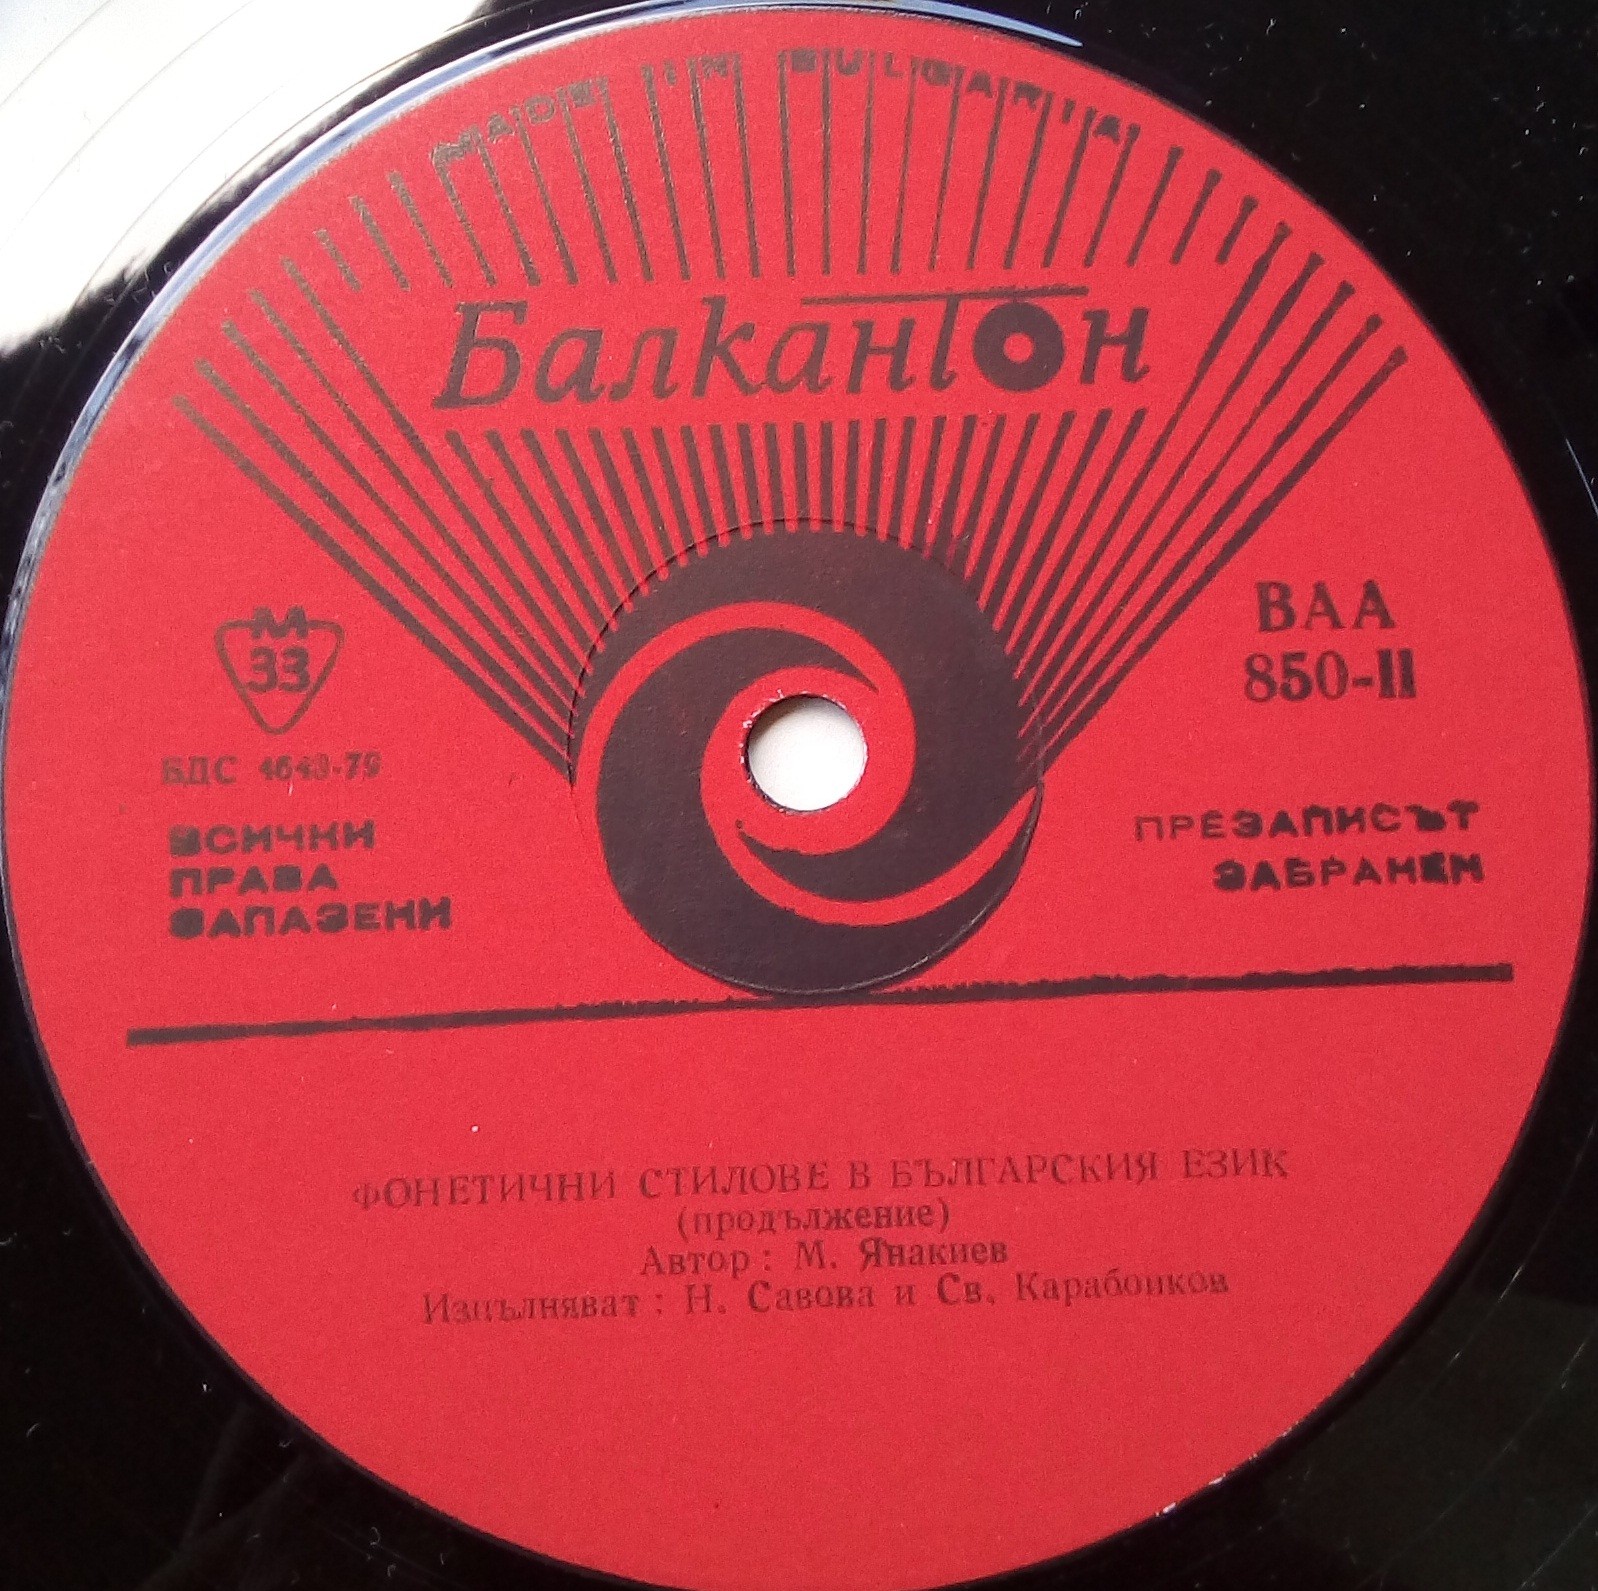 MADE IN BULGARIA
Балкантон
М
33
БДС 4643-79
ВСИЧКИ
ПРАВА
ЗАПАЗЕНИ
ВАА
850-II
ПРЕЗАПИСЪТ
ЗАБРАНЕН
ФОНЕТИЧНИ СТИЛОВЕ В БЪЛГАРСКИЯ ЕЗИК
(продължение)
Автор : М. Янакиев
Изпълняват : Н. Савова и Св. Карабойков